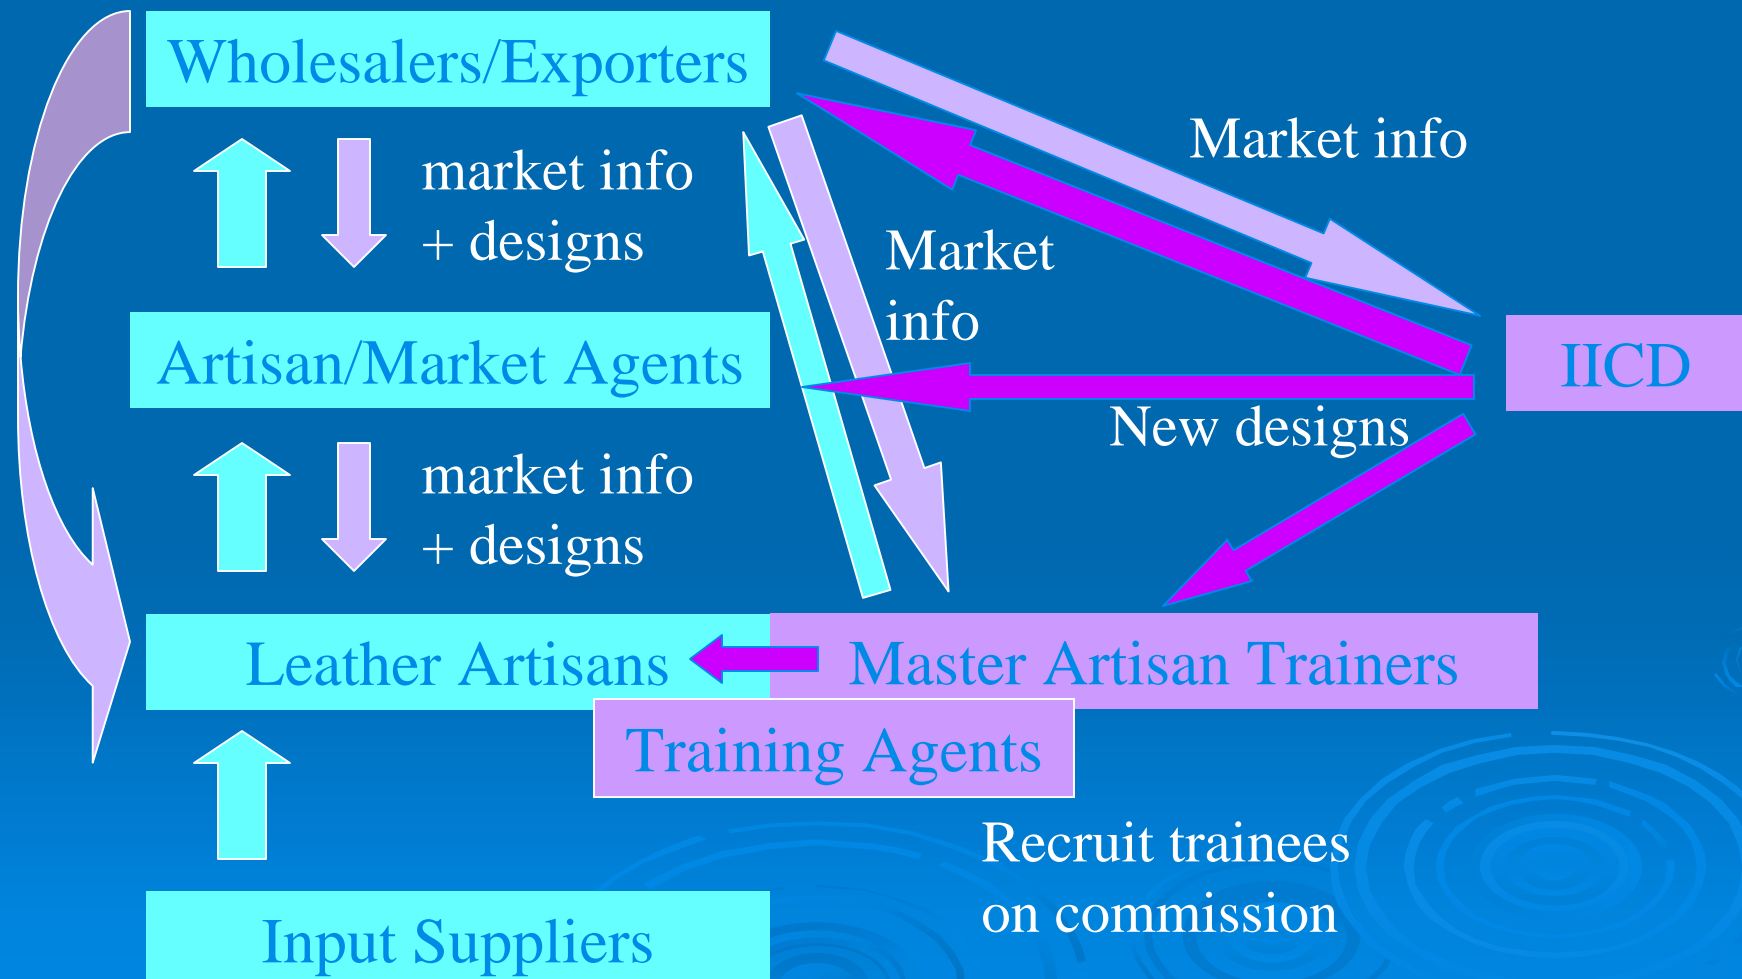 Wholesalers/Exporters
Market info
market info
+ designs
Market
info
Artisan/Market Agents
IICD
New designs
market info
+ designs
Leather Artisans
Master Artisan Trainers
Training Agents
Recruit trainees
on commission
Input Suppliers